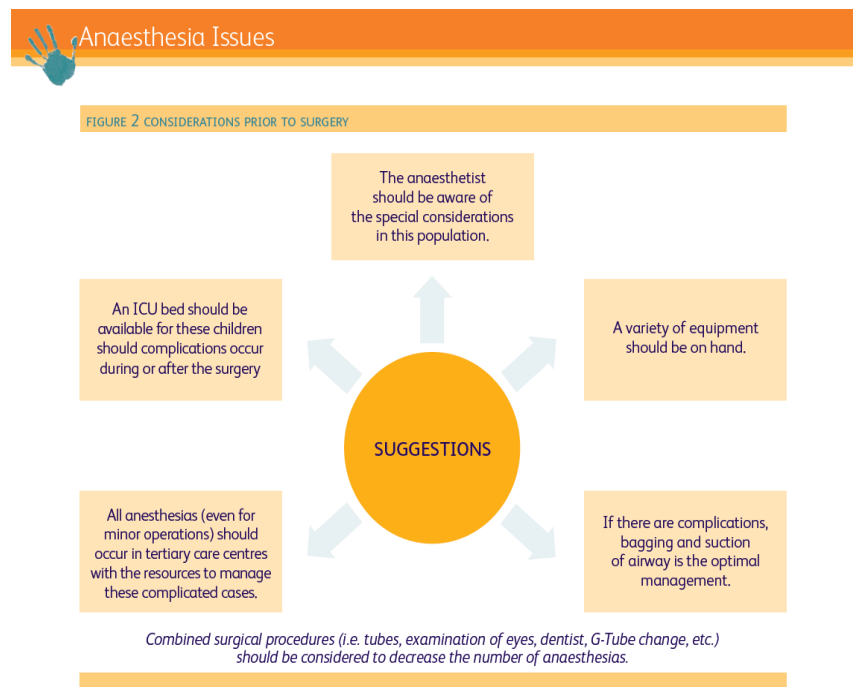 Anaesthesia Issues
FIGURE 2 CONSIDERATIONS PRIOR TO SURGERY
The anaesthetist
should be aware of
the special considerations
in this population.
An ICU bed should be
available for these children
should complications occur
during or after the surgery
A variety of equipment
should be on hand.
SUGGESTIONS
All anesthesias (even for
minor operations) should
occur in tertiary care centres
with the resources to manage
these complicated cases.
If there are complications,
bagging and suction
of airway is the optimal
management.
Combined surgical procedures (i.e. tubes, examination of eyes, dentist, G-Tube change, etc.)
should be considered to decrease the number of anaesthesias.